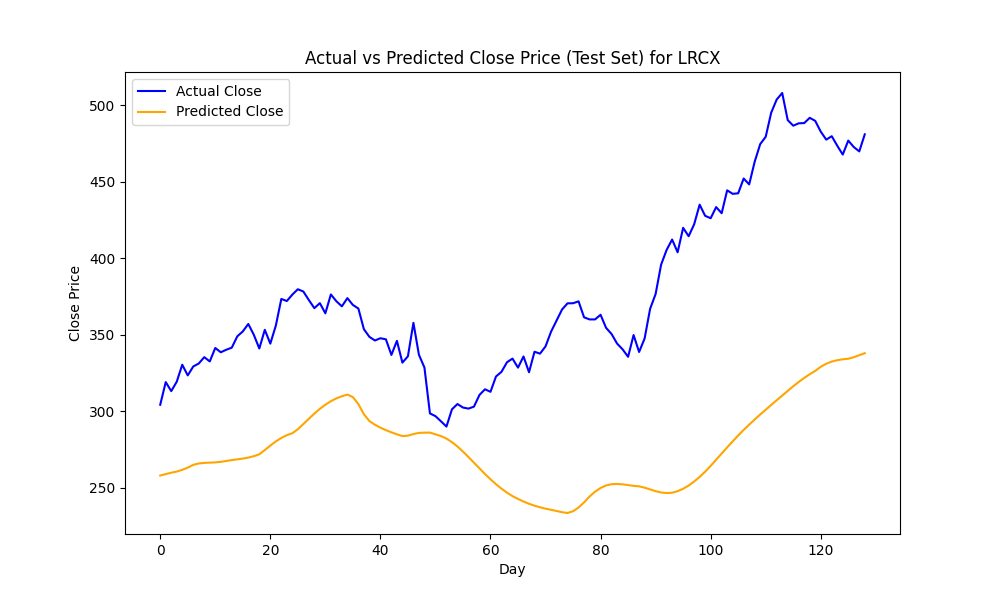 Actual vs Predicted Close Price (Test Set) for LRCX
Actual Close
Predicted Close
500
450
400
350
300
250
Close Price
0 20 40 60 80 100 120
Day